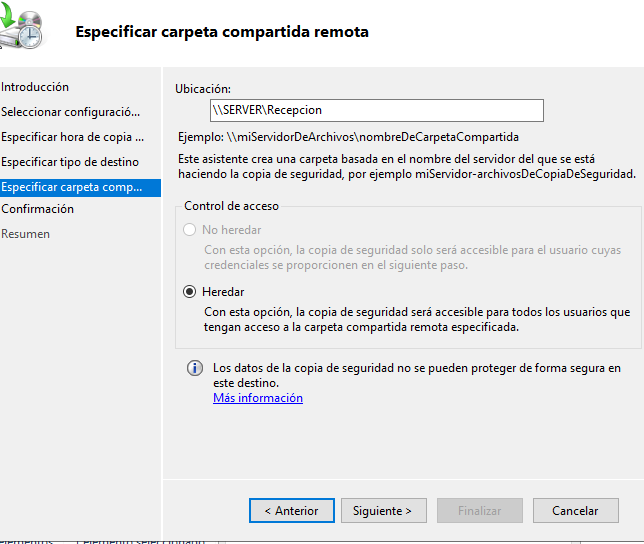 Especificar carpeta compartida remota
Introducción
Seleccionar configuració...
Especificar hora de copia ...
Especificar tipo de destino
Especificar carpeta comp...
Confirmación
Resumen
Ubicación:
\\SERVER\Recepcion
Ejemplo: \\miServidorDeArchivos\nombreDeCarpetaCompartida
Este asistente crea una carpeta basada en el nombre del servidor del que se está
haciendo la copia de seguridad, por ejemplo miServidor-archivosDeCopiaDeSeguridad.
Control de acceso
No heredar
Con esta opción, la copia de seguridad solo será accesible para el usuario cuyas
credenciales se proporcionen en el siguiente paso.
Heredar
Con esta opción, la copia de seguridad será accesible para todos los usuarios que
tengan acceso a la carpeta compartida remota especificada.
Los datos de la copia de seguridad no se pueden proteger de forma segura en
este destino.
Más información
< Anterior
Siguiente >
Finalizar
Cancelar